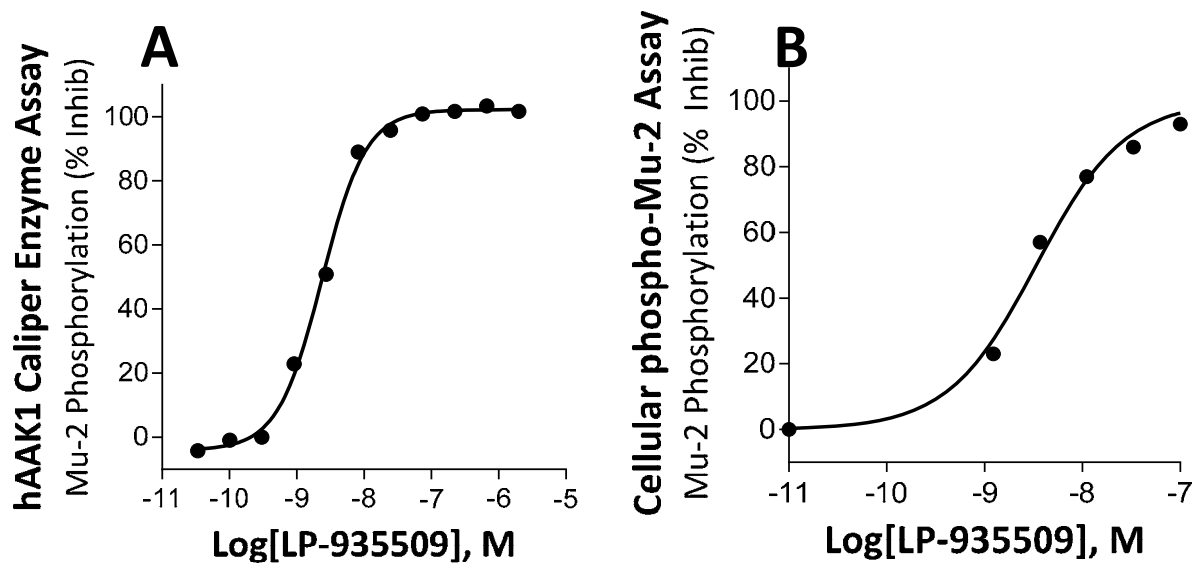 A
hAAK1 Caliper Enzyme Assay
Mu-2 Phosphorylation (% Inhib)
100
80
60
40
20
0
-11 -10 -9 -8 -7 -6 -5
Log[LP-935509], M
B
Cellular phospho-Mu-2 Assay
Mu-2 Phosphorylation (% Inhib)
100
80
60
40
20
0
-11 -10 -9 -8 -7
Log[LP-935509], M